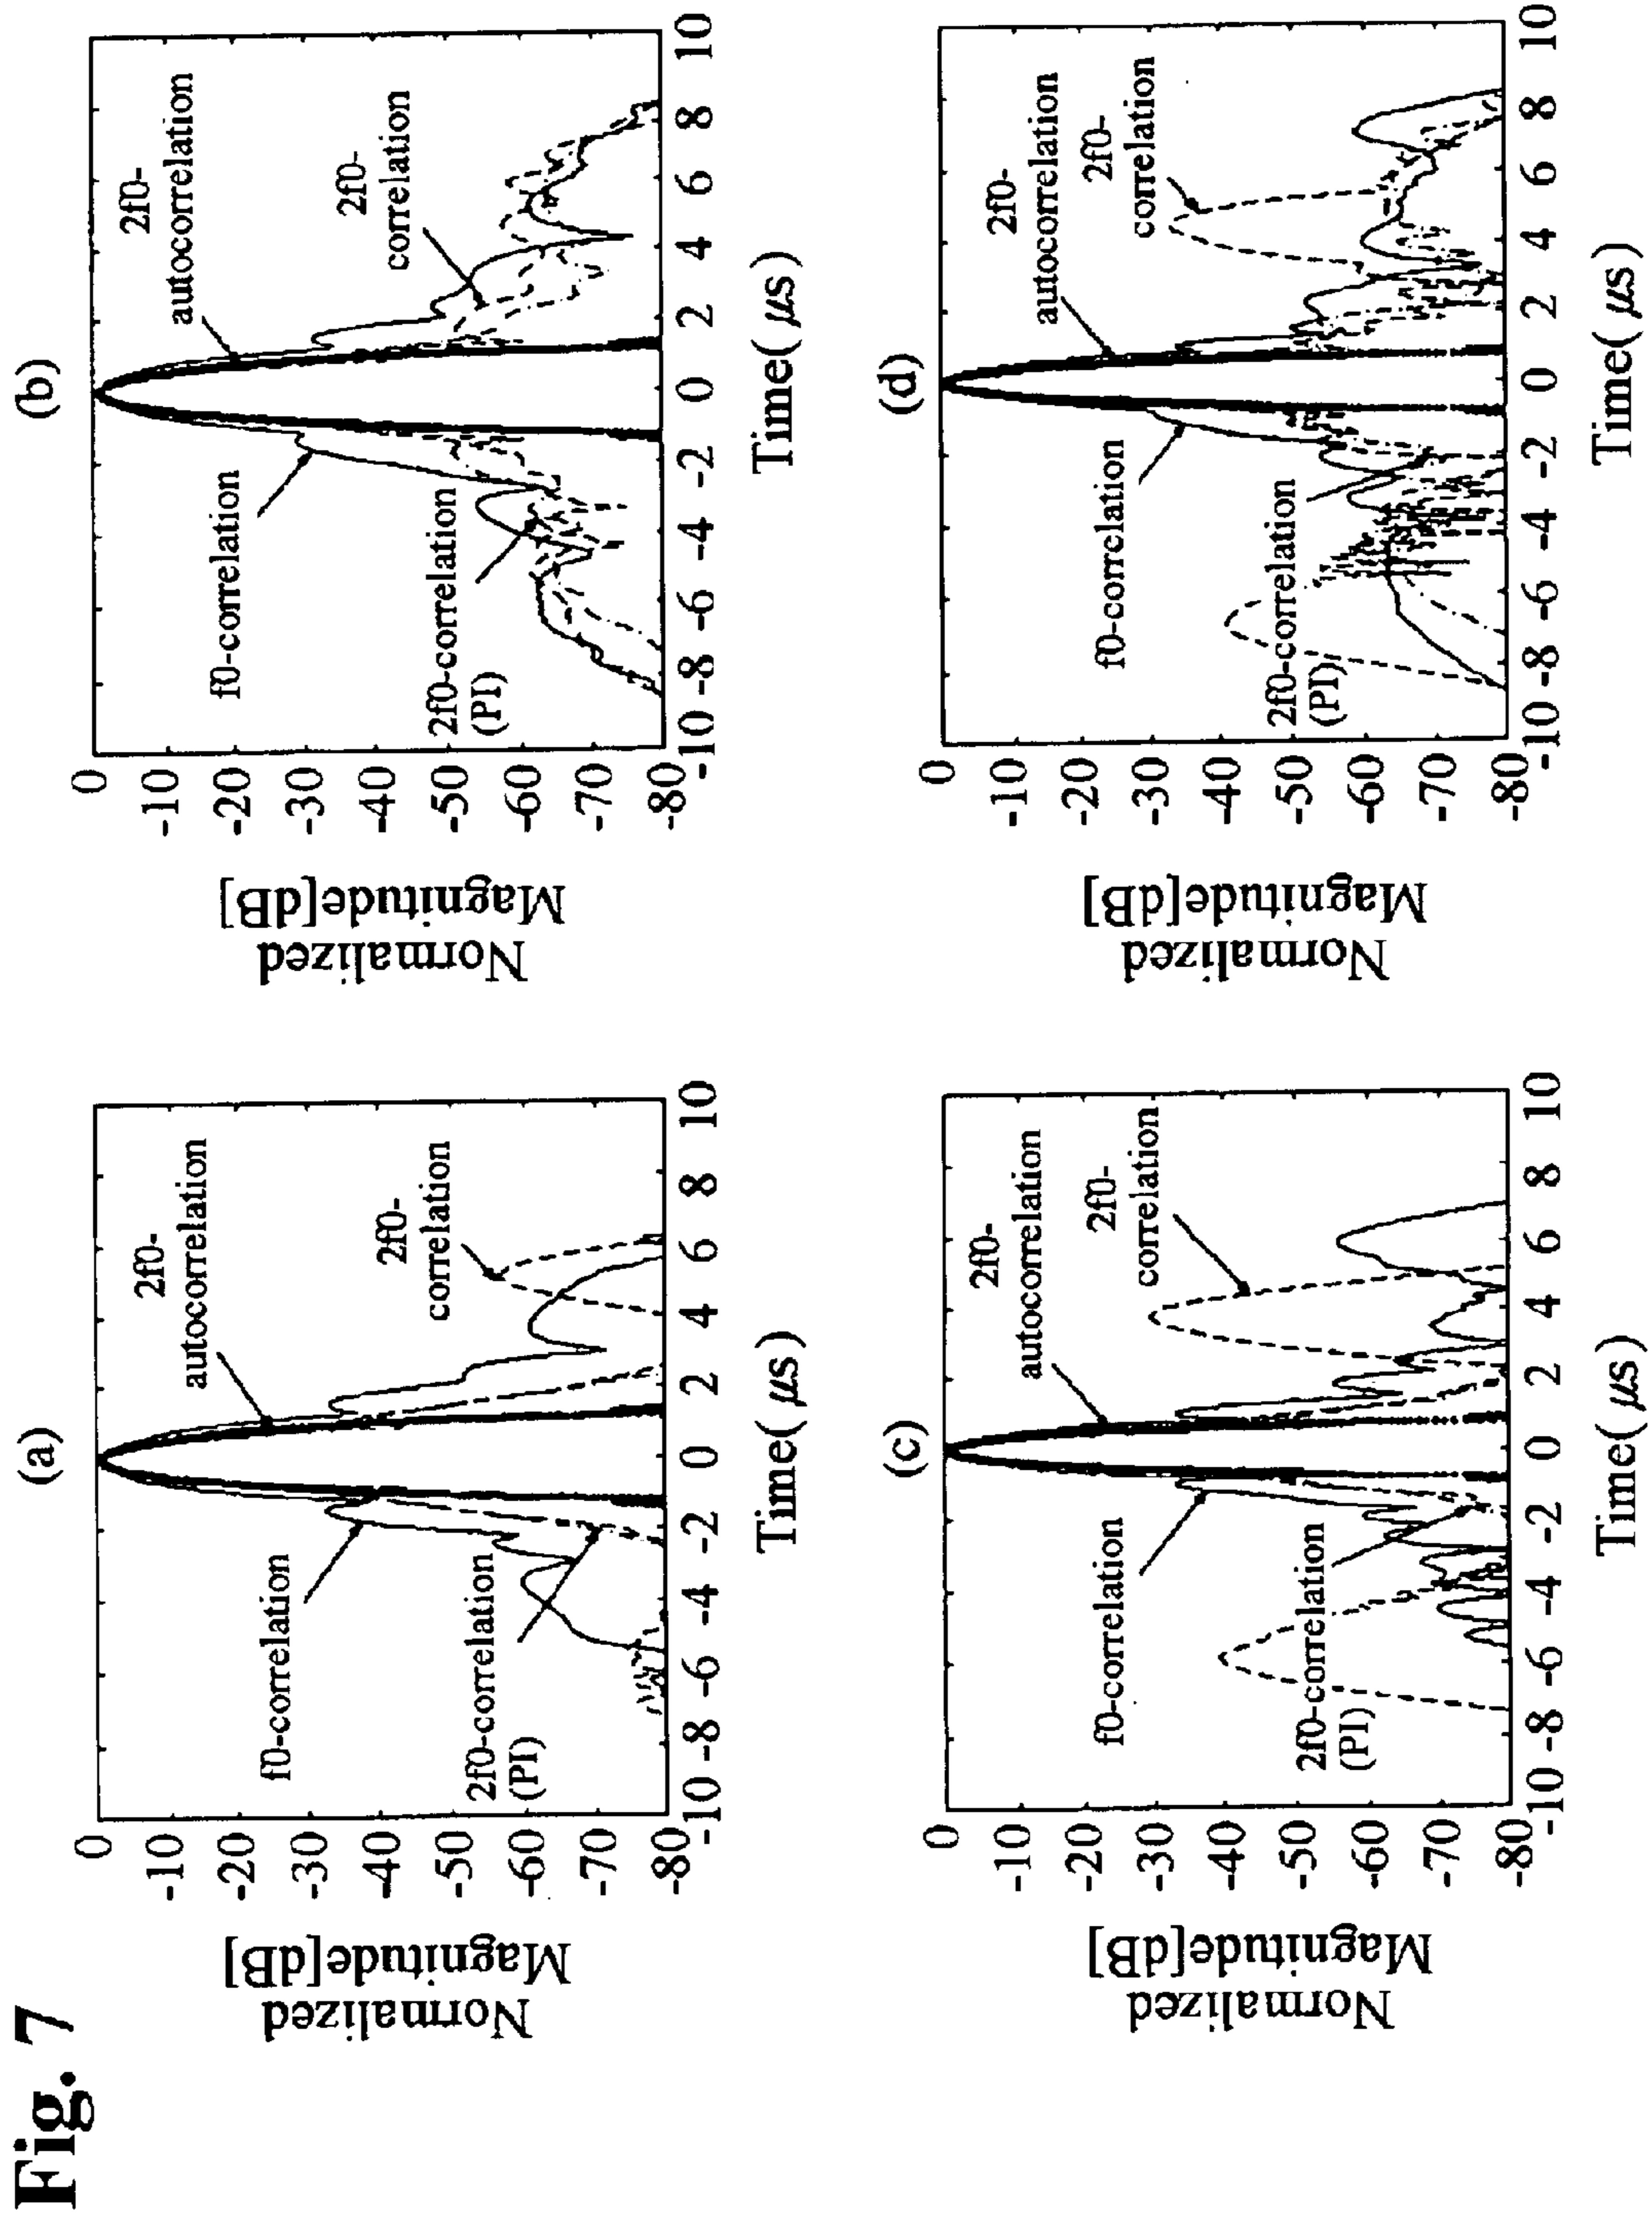 Fig. 7
(a)
Normalized
Magnitude[dB]
0
-10
-20
-30
-40
-50
-60
-70
-80
2f0-
autocorrelation
f0-correlation
2f0-
correlation
2f0-correlation
(PI)
-10 -8 -6 -4 -2 0 2 4 6 8 10
Time( μs)
(b)
Normalized
Magnitude[dB]
0
-10
-20
-30
-40
-50
-60
-70
-80
2f0-
autocorrelation
f0-correlation
2f0-
correlation
2f0-correlation
(PI)
-10 -8 -6 -4 -2 0 2 4 6 8 10
Time( μs)
(c)
Normalized
Magnitude[dB]
0
-10
-20
-30
-40
-50
-60
-70
-80
2f0-
autocorrelation
2f0-
correlation
f0-correlation
2f0-correlation
(PI)
-10 -8 -6 -4 -2 0 2 4 6 8 10
Time( μs)
(d)
Normalized
Magnitude[dB]
0
-10
-20
-30
-40
-50
-60
-70
-80
2f0-
autocorrelation
2f0-
correlation
f0-correlation
2f0-correlation
(PI)
-10 -8 -6 -4 -2 0 2 4 6 8 10
Time( μs)